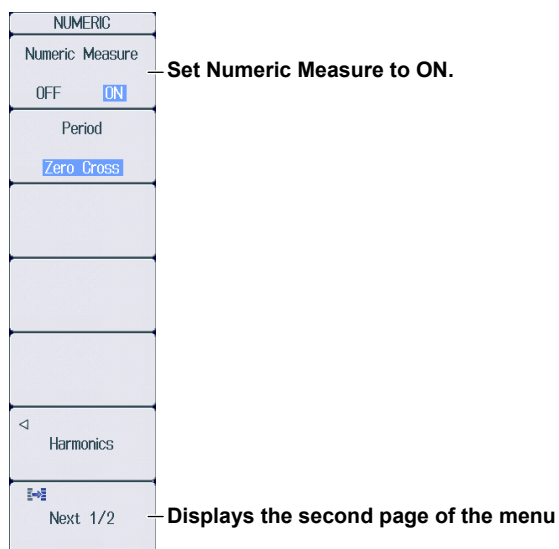 NUMERIC
Numeric Measure
OFF ON
Set Numeric Measure to ON.
Period
Zero Cross
Harmonics
Next 1/2
Displays the second page of the menu